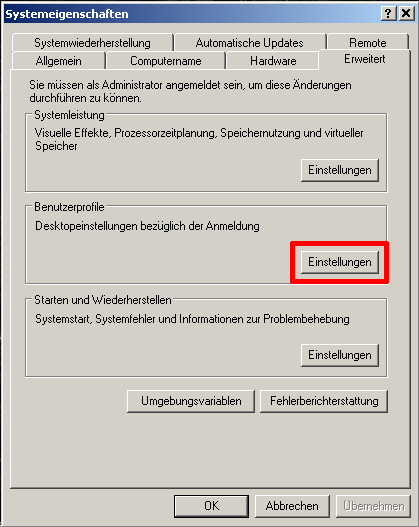 Systemeigenschaften
Systemwiederherstellung Automatische Updates Remote
Allgemein Computername Hardware Erweitert
Sie müssen als Administrator angemeldet sein, um diese Änderungen
durchführen zu können.
Systemleistung
Visuelle Effekte, Prozessorzeitplanung, Speichernutzung und virtueller
Speicher
Einstellungen
Benutzerprofile
Desktopeinstellungen bezüglich der Anmeldung
Einstellungen
Starten und Wiederherstellen
Systemstart, Systemfehler und Informationen zur Problembehebung
Einstellungen
Umgebungsvariablen Fehlerberichterstattung
OK Abbrechen Übernehmen